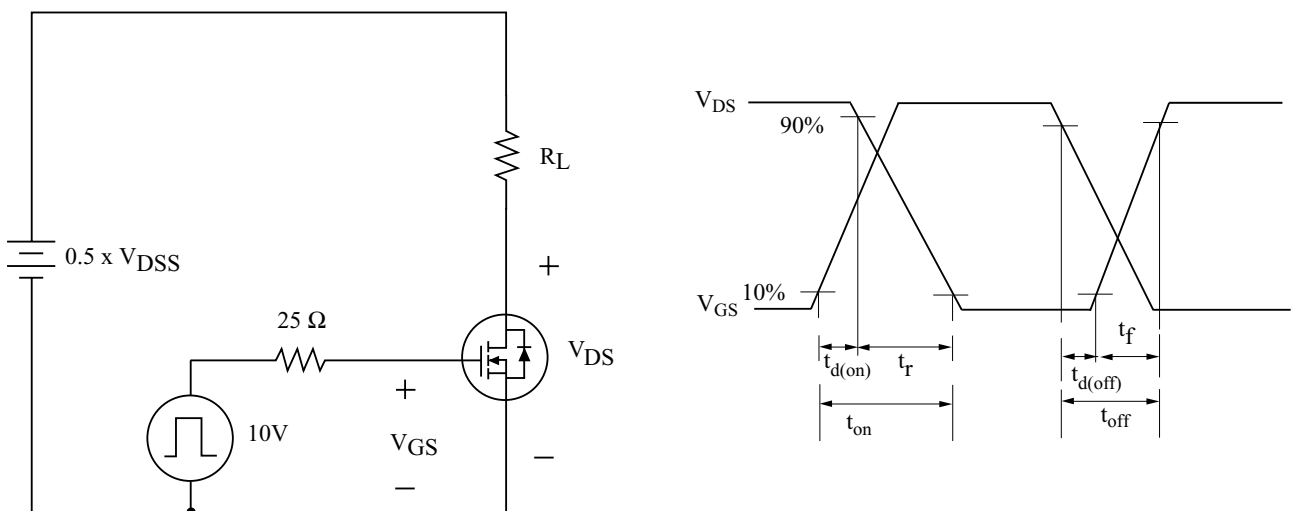 R_L
0.5 x V_DSS
+
25 Ω
V_DS
+
10V
V_GS
−
−
V_DS
90%
V_GS
10%
t_d(on)
t_r
t_f
t_d(off)
t_on
t_off